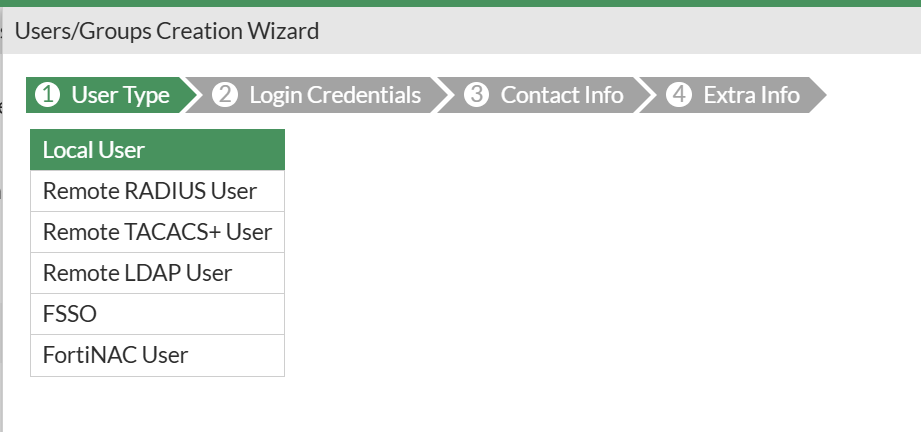 Users/Groups Creation Wizard
1 User Type 2 Login Credentials 3 Contact Info 4 Extra Info
Local User
Remote RADIUS User
Remote TACACS+ User
Remote LDAP User
FSSO
FortiNAC User